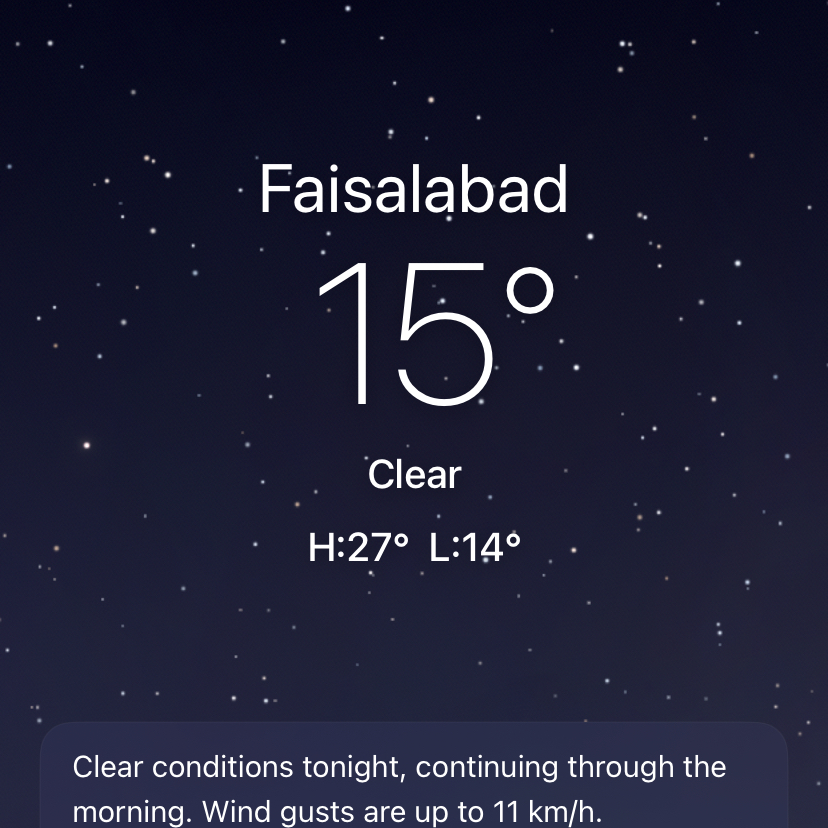 Faisalabad
15°
Clear
H:27° L:14°
Clear conditions tonight, continuing through the
morning. Wind gusts are up to 11 km/h.